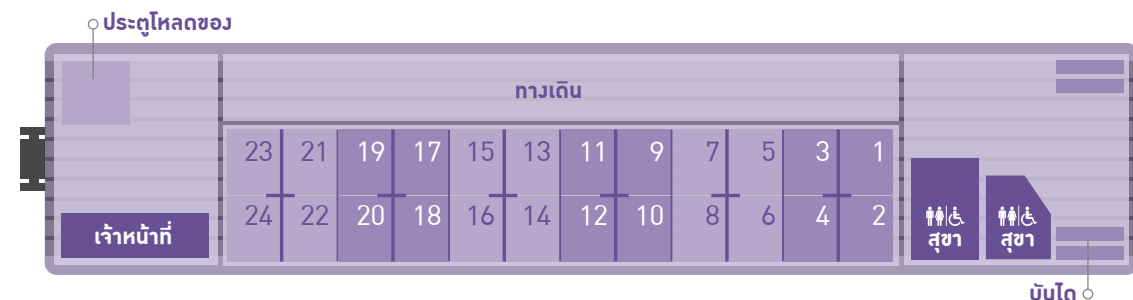 ประตูโหลดของ
ทางเดิน
23 21 19 17 15 13 11 9 7 5 3 1
24 22 20 18 16 14 12 10 8 6 4 2
เจ้าหน้าที่
สุขา
สุขา
บันได